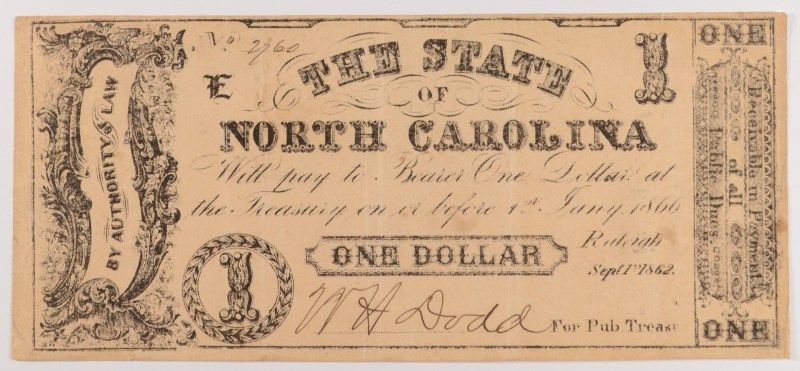 No 2760
E
THE STATE
OF
NORTH CAROLINA
1
Will pay to Bearer One Dollar at
the Treasury on or before 1st Jany 1866
Raleigh
Sept 1st 1862.
ONE DOLLAR
1
W H Dodd
For Pub Treasr
BY AUTHORITY OF LAW
ONE
Receivable in Payment
of all
Public Dues
ONE